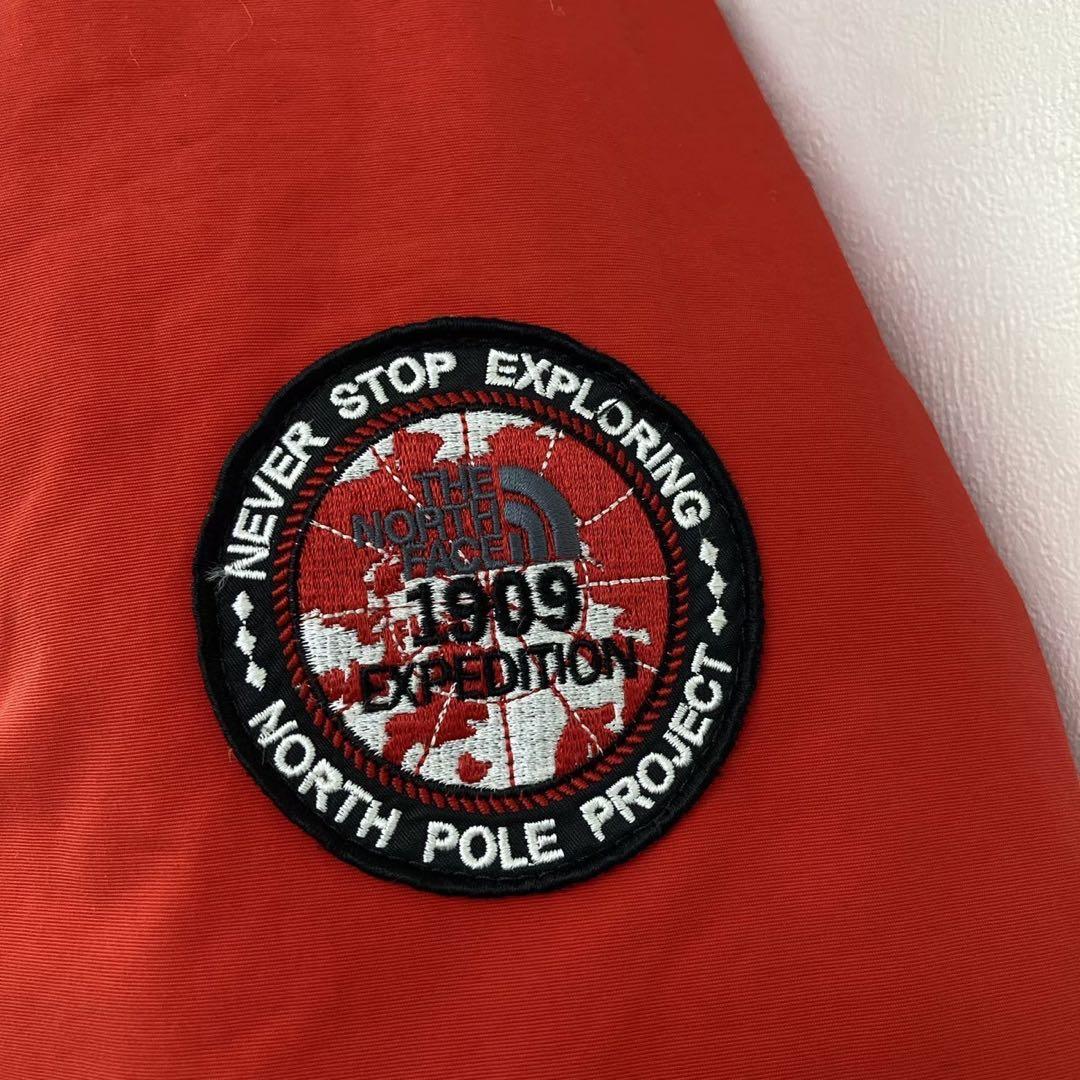 NEVER STOP EXPLORING
THE
NORTH
FACE
1909
EXPEDITION
NORTH POLE PROJECT